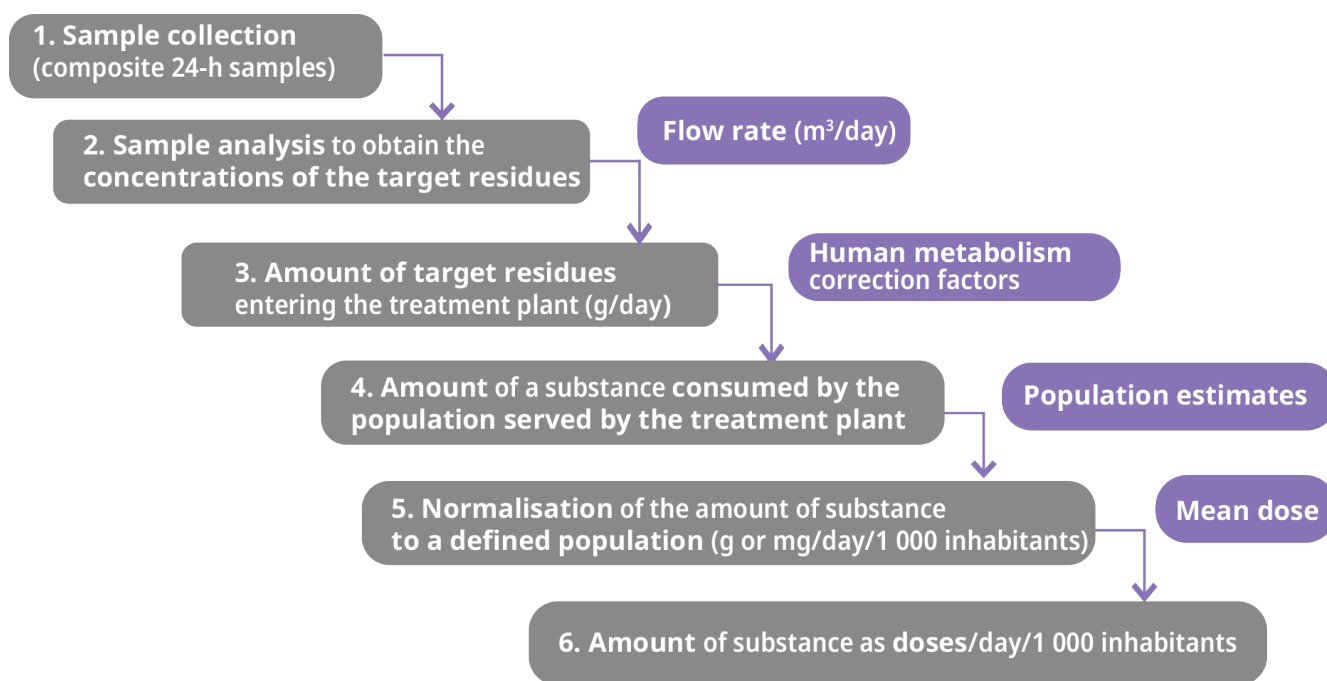 1. Sample collection
(composite 24-h samples)
Flow rate (m³/day)
2. Sample analysis to obtain the
concentrations of the target residues
Human metabolism
correction factors
3. Amount of target residues
entering the treatment plant (g/day)
Population estimates
4. Amount of a substance consumed by the
population served by the treatment plant
Mean dose
5. Normalisation of the amount of substance
to a defined population (g or mg/day/1 000 inhabitants)
6. Amount of substance as doses/day/1 000 inhabitants